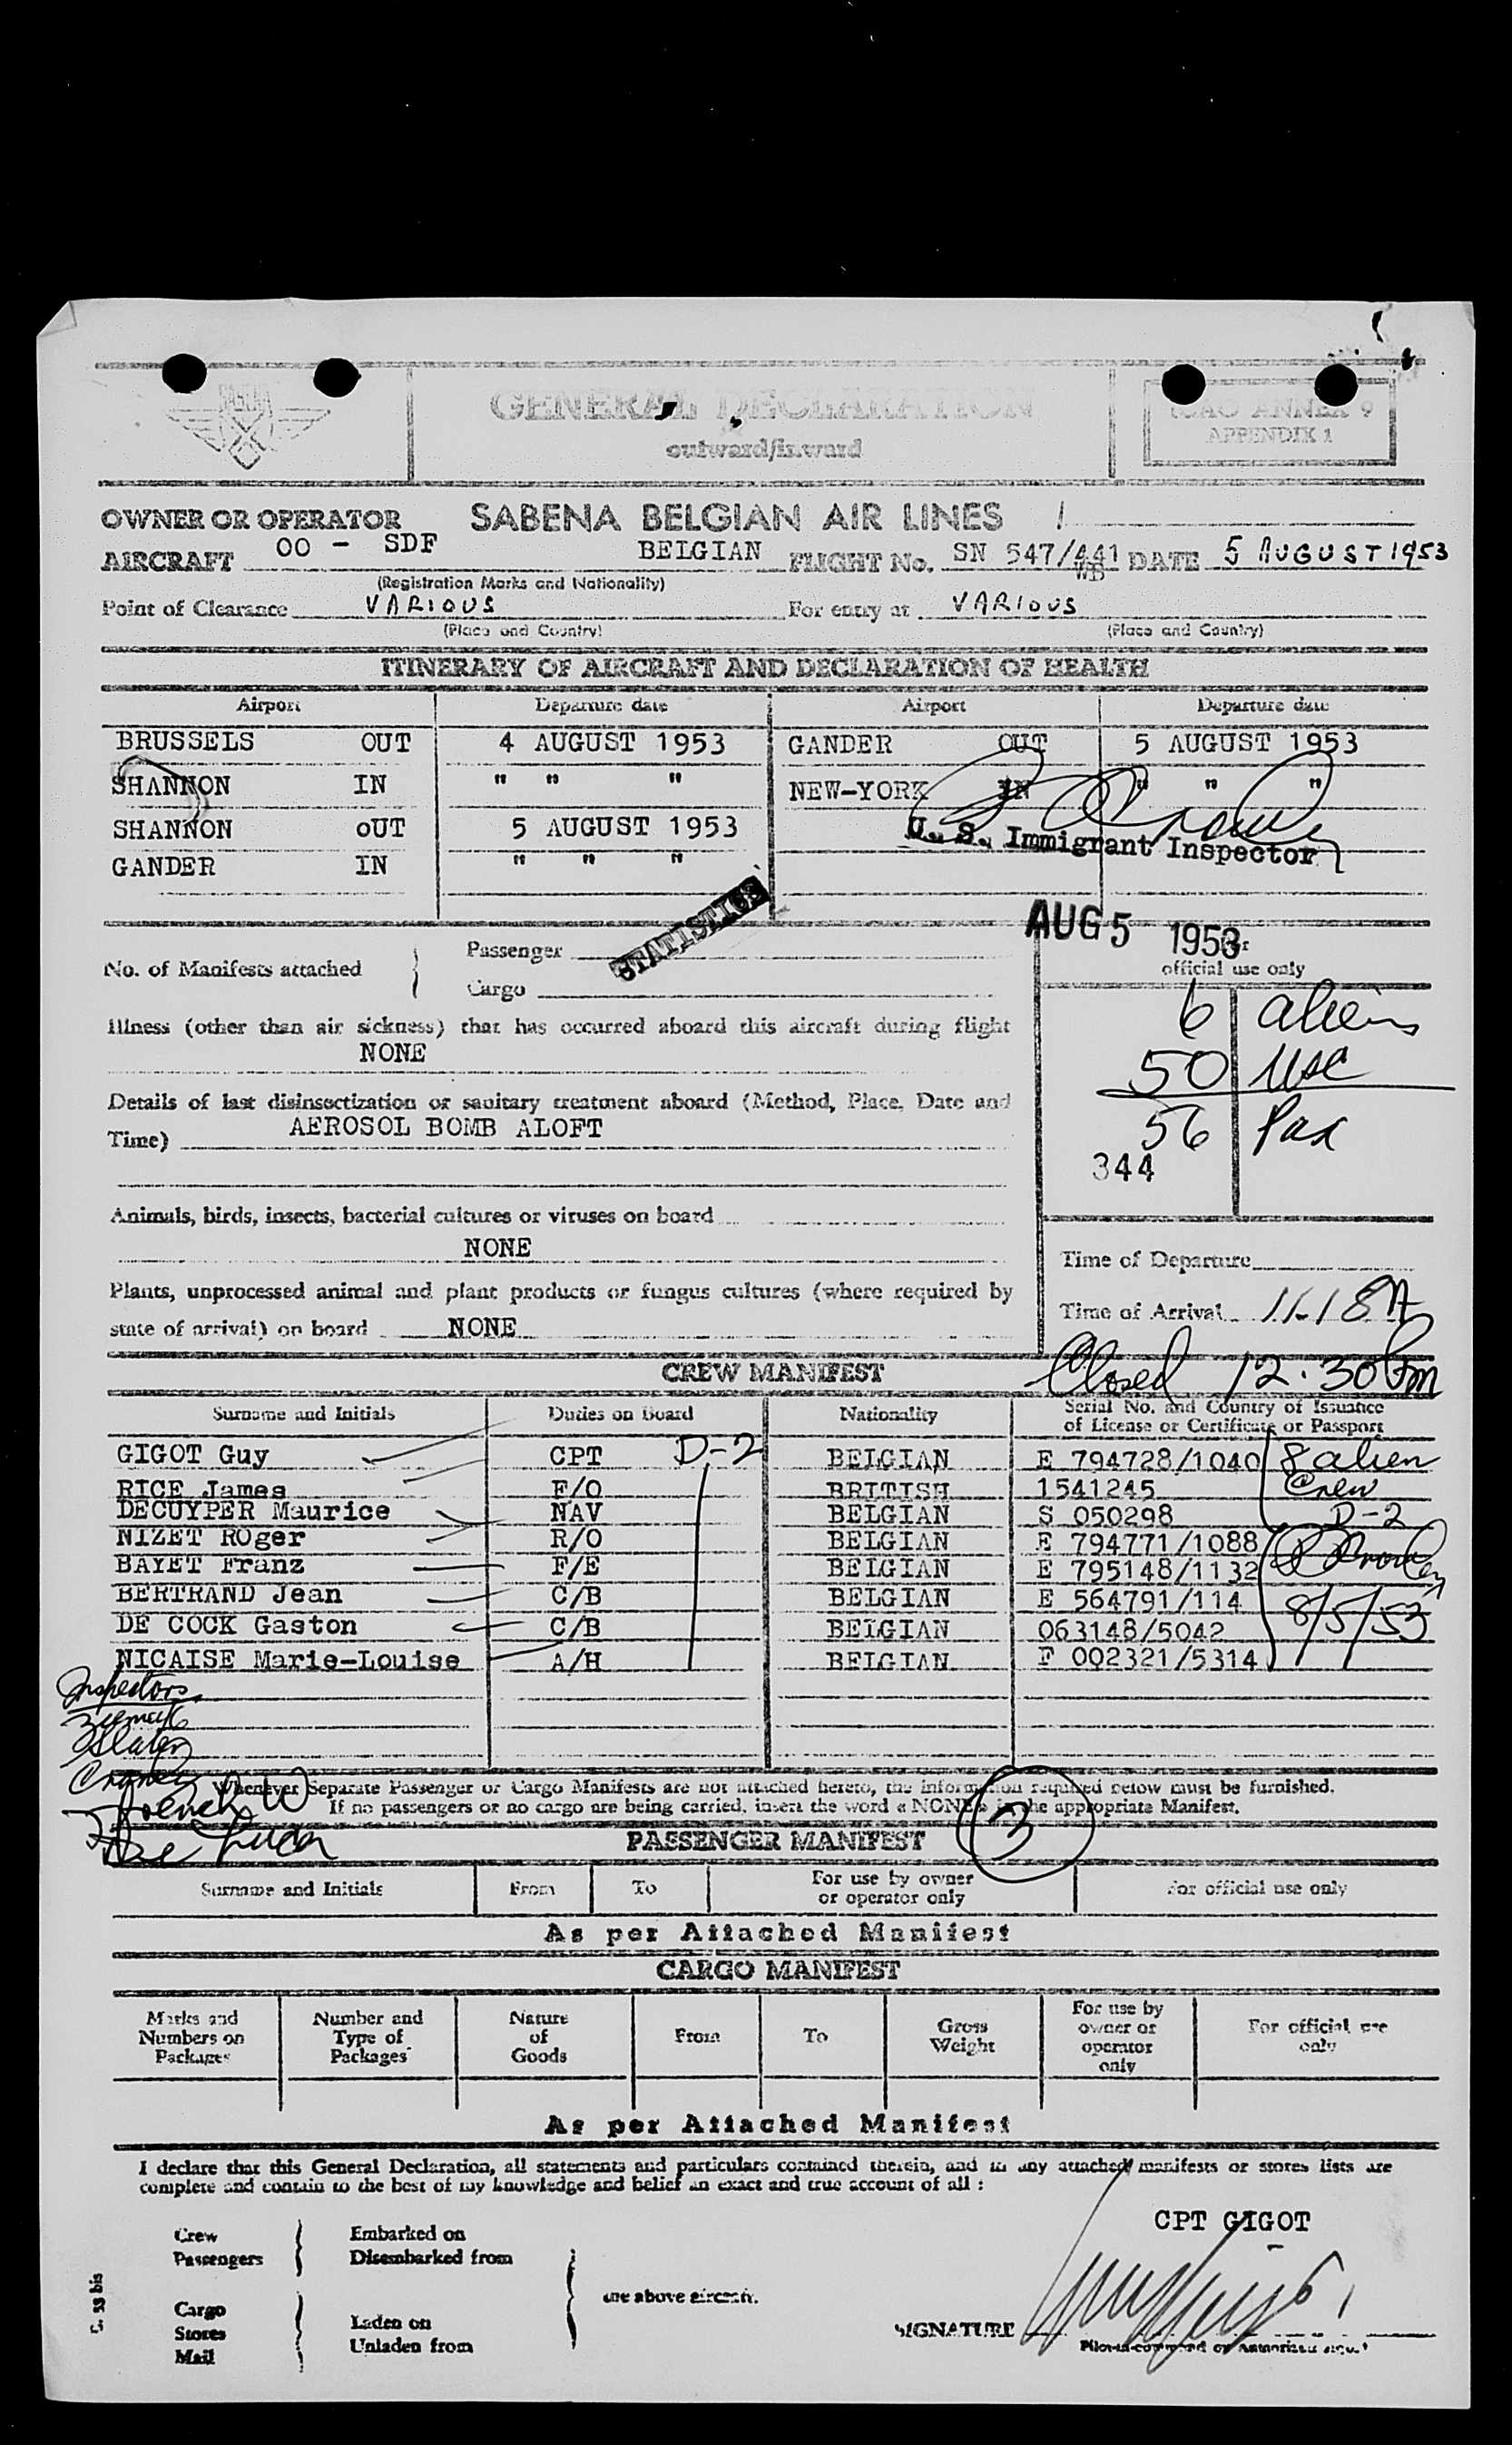 SABENA
GENERAL DECLARATION
outward/inward
ICAO ANNEX 9
APPENDIX 1
OWNER OR OPERATOR SABENA BELGIAN AIR LINES
AIRCRAFT OO - SDF BELGIAN FLIGHT No. SN 547/441 DATE 5 AUGUST 1953
WB
(Registration Marks and Nationality)
Point of Clearance VARIOUS For entry at VARIOUS
(Place and Country) (Place and Country)
ITINERARY OF AIRCRAFT AND DECLARATION OF HEALTH
Airport Departure date Airport Departure date
BRUSSELS OUT 4 AUGUST 1953 GANDER OUT 5 AUGUST 1953
SHANNON IN " " " NEW-YORK IN " " "
SHANNON oUT 5 AUGUST 1953
U. S. Immigrant Inspector
GANDER IN " " "
STATISTICS
AUG 5 1953
No. of Manifests attached Passenger
Cargo
For official use only
6 aliens
50 USC
56 Pax
344
Illness (other than air sickness) that has occurred aboard this aircraft during flight
NONE
Details of last disinsectization or sanitary treatment aboard (Method, Place, Date and
Time) AEROSOL BOMB ALOFT
Animals, birds, insects, bacterial cultures or viruses on board
NONE
Time of Departure
Plants, unprocessed animal and plant products or fungus cultures (where required by
state of arrival) on board NONE
Time of Arrival 11-18 A
Closed 12.30 Pm
CREW MANIFEST
Surname and Initials Duties on Board Nationality Serial No. and Country of Issuance
of License or Certificate or Passport
GIGOT Guy CPT D-2 BELGIAN E 794728/1040 8 alien
RICE James F/O BRITISH 1541245 Crew
DECUYPER Maurice NAV BELGIAN S 050298 D-2
NIZET ROger R/O BELGIAN E 794771/1088
BAYET Franz F/E BELGIAN E 795148/1132
BERTRAND Jean C/B BELGIAN E 564791/114 8/5/53
DE COCK Gaston C/B BELGIAN 063148/5042
NICAISE Marie-Louise A/H BELGIAN F 002321/5314
Inspectors
Whenever Separate Passenger or Cargo Manifests are not attached hereto, the information required below must be furnished.
If no passengers or no cargo are being carried, insert the word « NONE » in the appropriate Manifest.
3
PASSENGER MANIFEST
Surname and Initials From To For use by owner or operator only For official use only
As per Attached Manifest
CARGO MANIFEST
Marks and Numbers on Packages Number and Type of Packages Nature of Goods From To Gross Weight For use by owner or operator only For official use only
As per Attached Manifest
I declare that this General Declaration, all statements and particulars contained therein, and in any attached manifests or stores lists are
complete and contain to the best of my knowledge and belief an exact and true account of all :
CPT GIGOT
Crew Embarked on
Passengers Disembarked from
the above aircraft.
Cargo
Stores Laden on
Mail Unladen from
SIGNATURE
Pilot-in-command or Authorized Agent
C. 33 bis